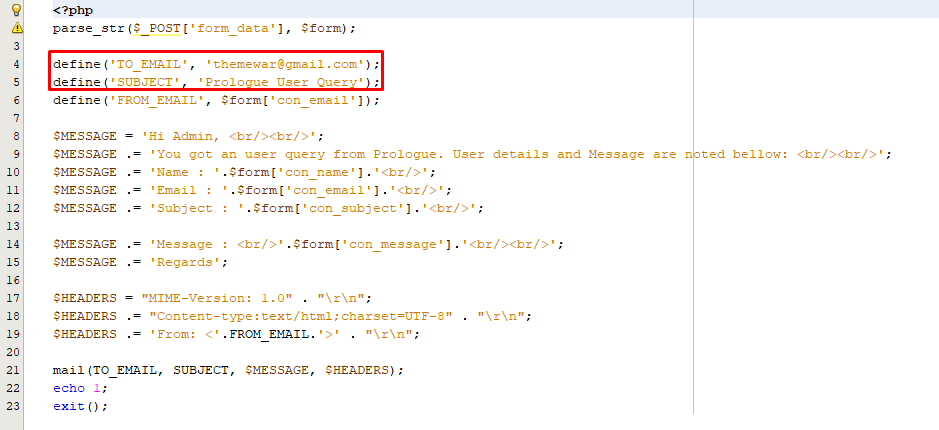 <?php
parse_str($_POST['form_data'], $form);
3
4 define('TO_EMAIL', 'themewar@gmail.com');
5 define('SUBJECT', 'Prologue User Query');
6 define('FROM_EMAIL', $form['con_email']);
7
8 $MESSAGE = 'Hi Admin, <br/><br/>';
9 $MESSAGE .= 'You got an user query from Prologue. User details and Message are noted bellow: <br/><br/>';
10 $MESSAGE .= 'Name : '.$form['con_name'].'<br/>';
11 $MESSAGE .= 'Email : '.$form['con_email'].'<br/>';
12 $MESSAGE .= 'Subject : '.$form['con_subject'].'<br/>';
13
14 $MESSAGE .= 'Message : <br/>'.$form['con_message'].'<br/><br/>';
15 $MESSAGE .= 'Regards';
16
17 $HEADERS = "MIME-Version: 1.0" . "\r\n";
18 $HEADERS .= "Content-type:text/html;charset=UTF-8" . "\r\n";
19 $HEADERS .= 'From: <'.FROM_EMAIL.'>' . "\r\n";
20
21 mail(TO_EMAIL, SUBJECT, $MESSAGE, $HEADERS);
22 echo 1;
23 exit();